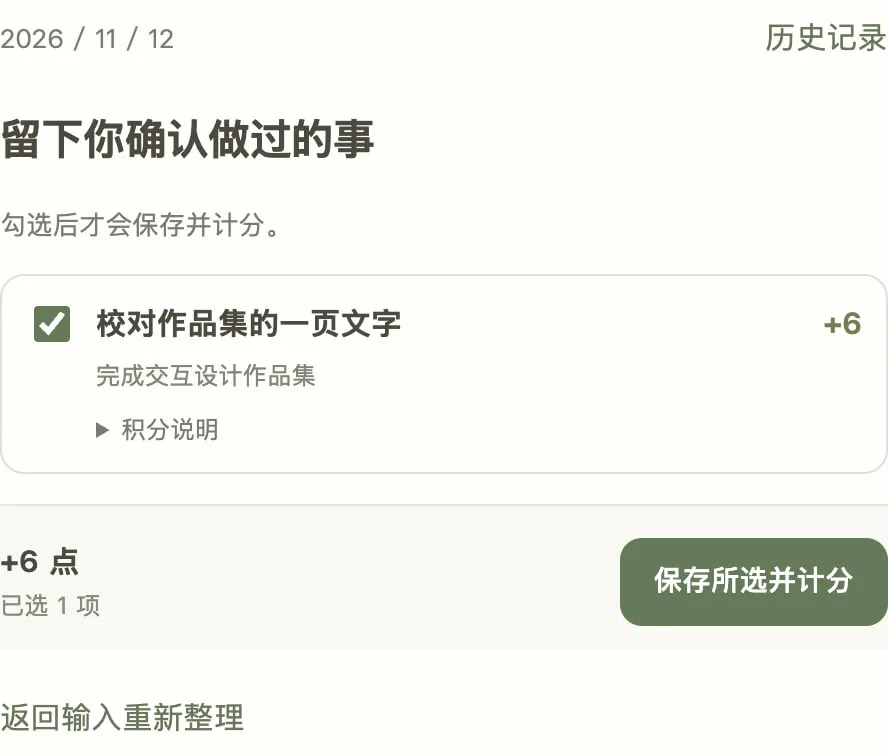 2026 / 11 / 12
历史记录
留下你确认做过的事
勾选后才会保存并计分。
校对作品集的一页文字
+6
完成交互设计作品集
积分说明
+6 点
已选 1 项
保存所选并计分
返回输入重新整理